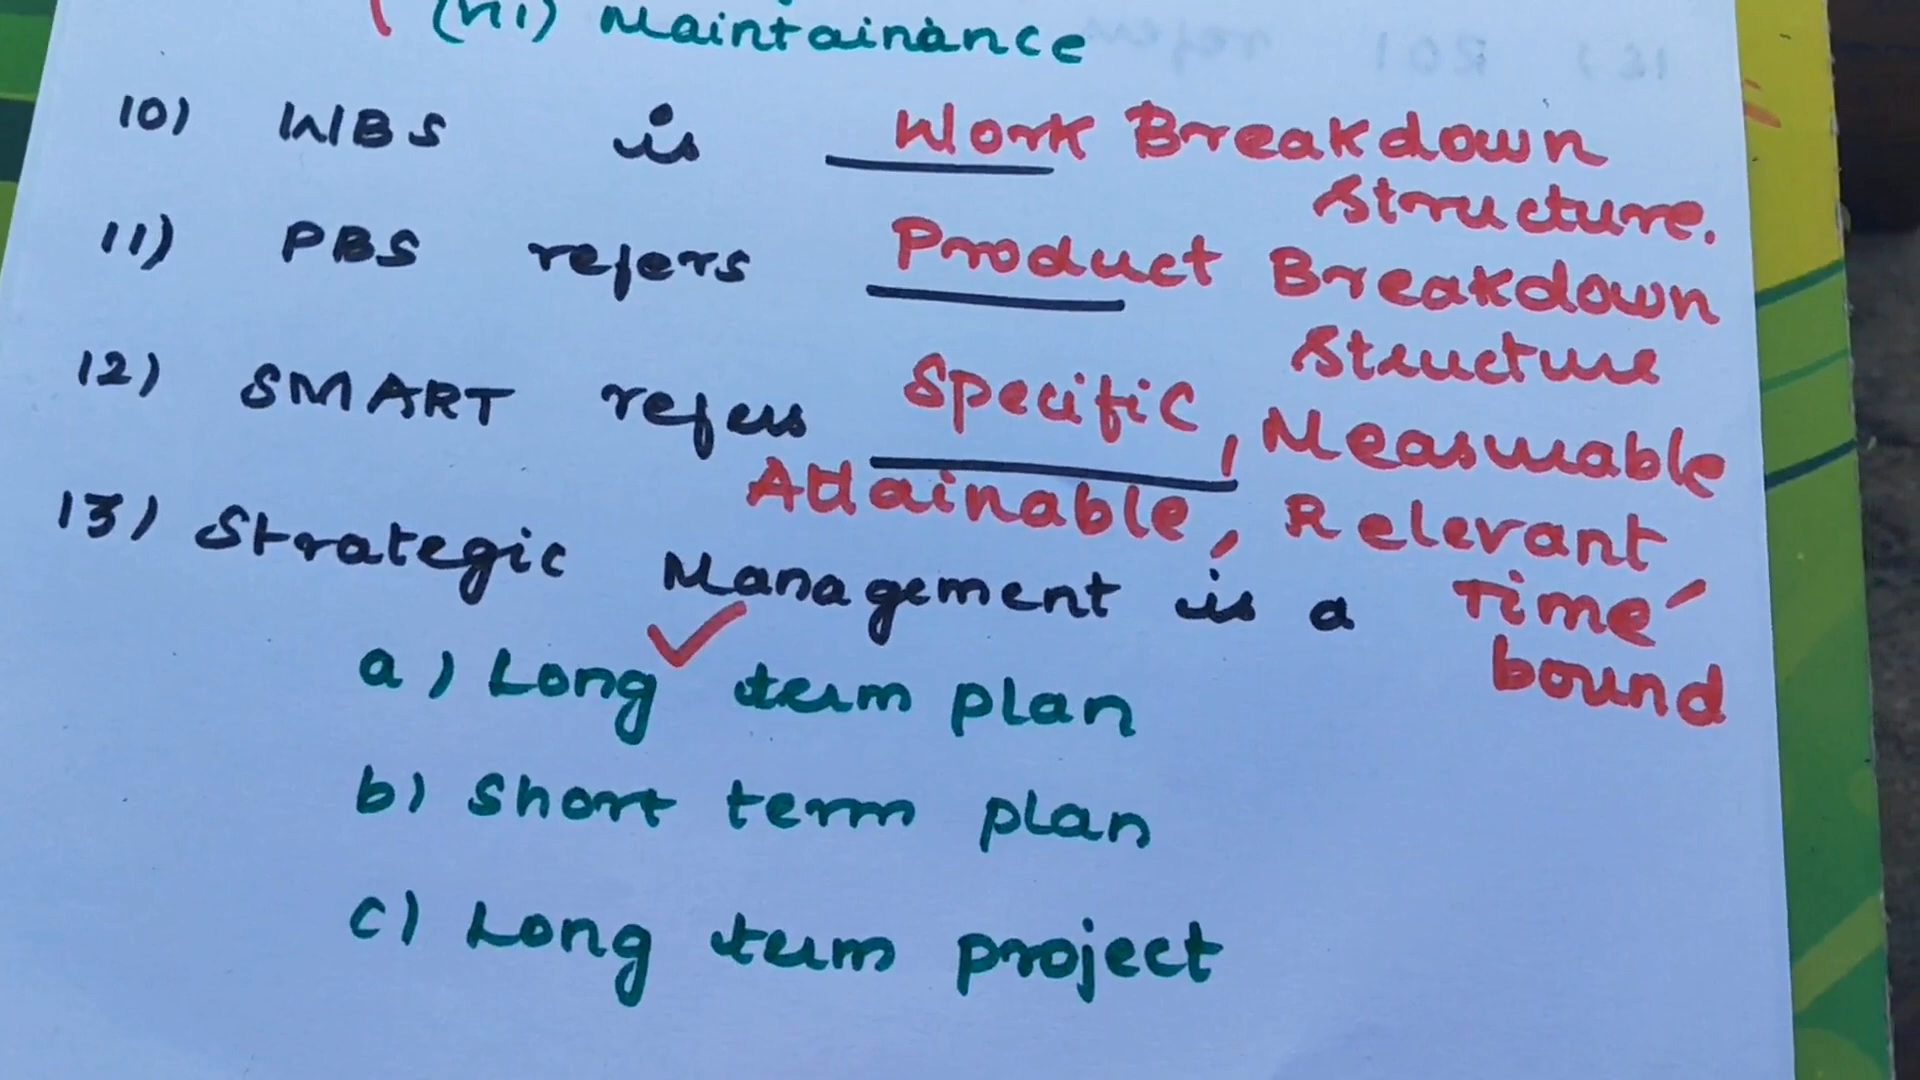 (vii) Maintainance
10) WBS is Work Breakdown
Structure.
11) PBS refers Product Breakdown
Structure
12) SMART refers Specific, Measurable
Attainable, Relevant
13) Strategic Management is a Time
bound
a) Long term plan
b) Short term plan
c) Long term project